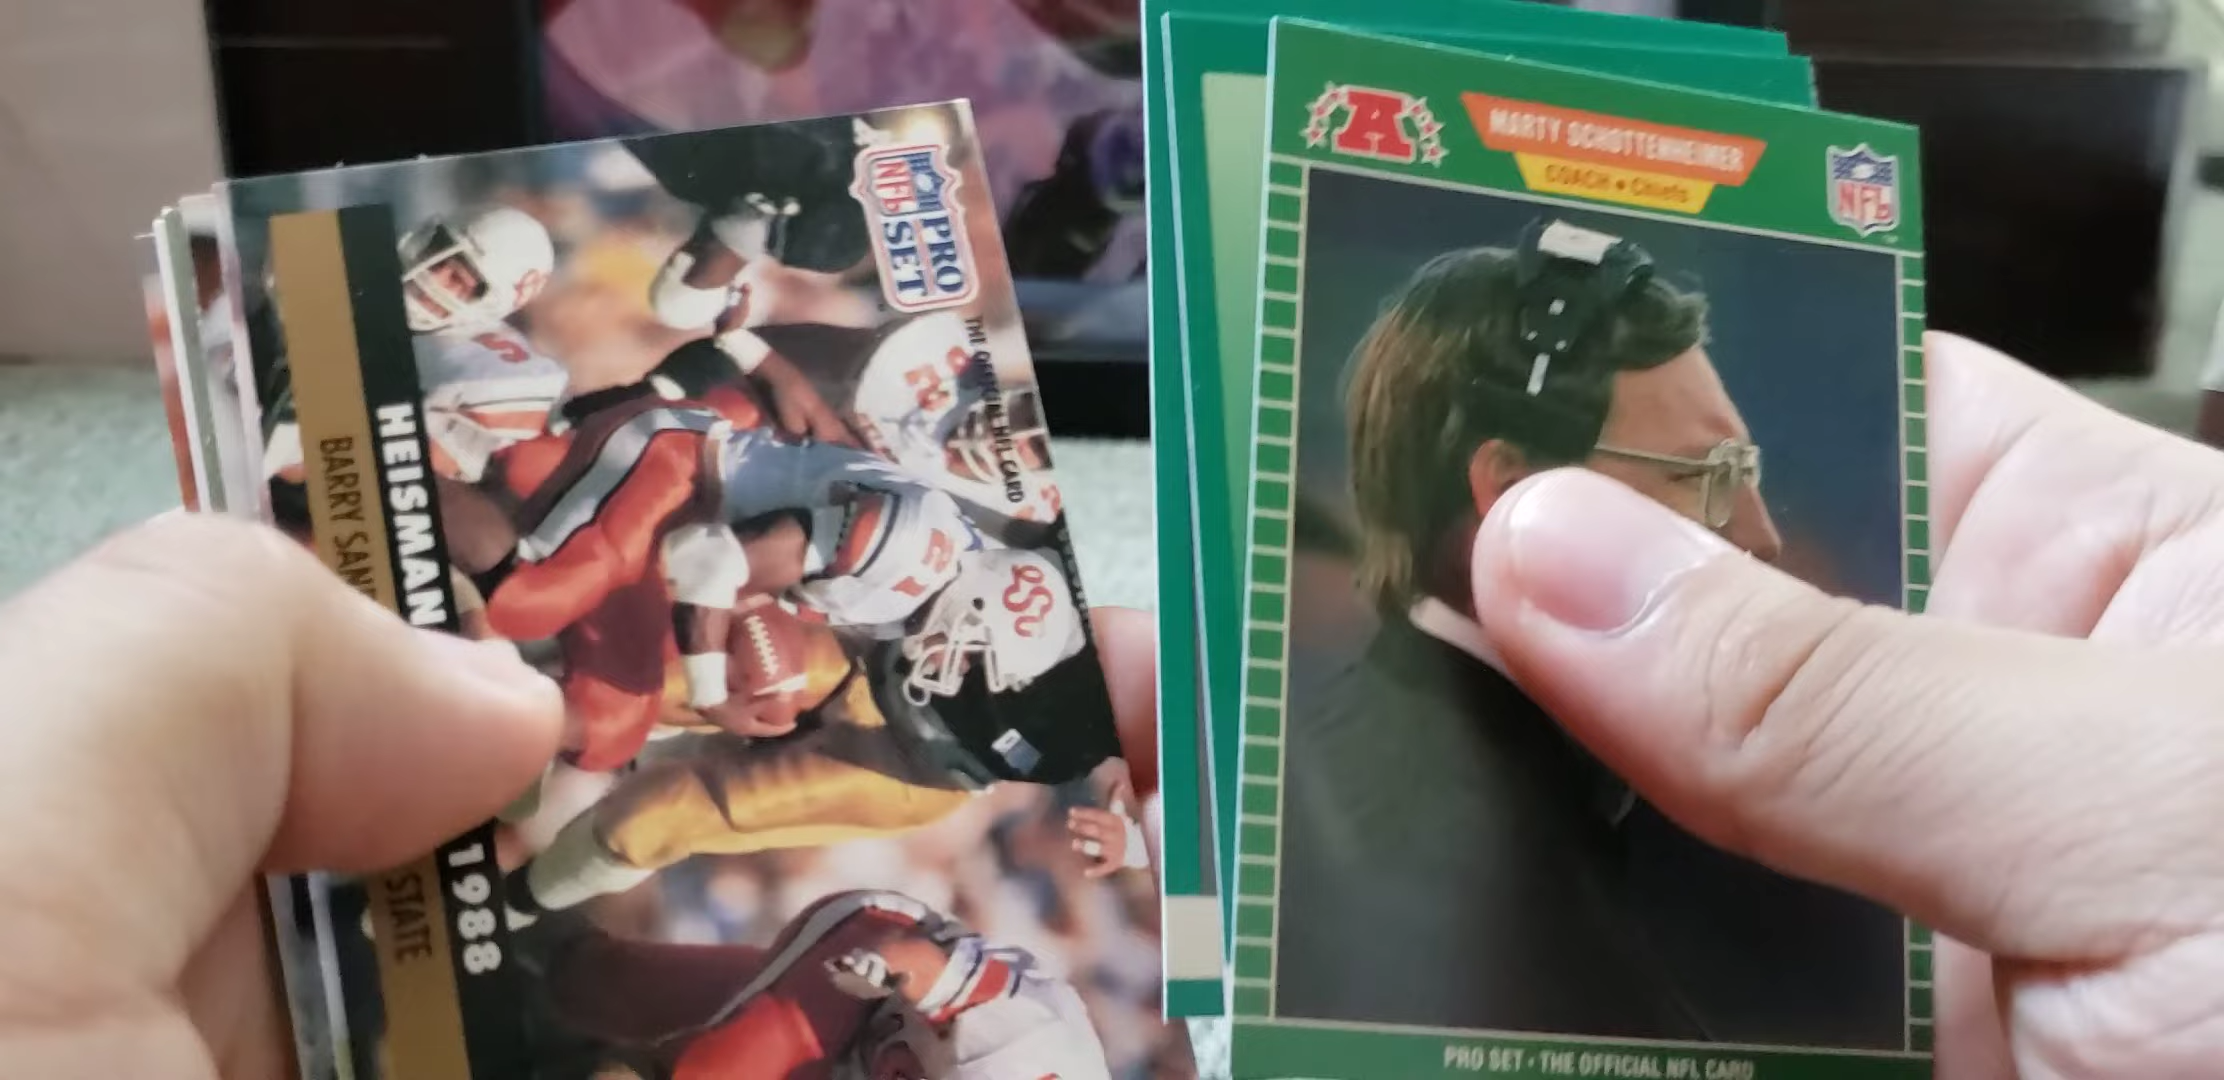 PRO
NFL SET
THE OFFICIAL NFL CARD
HEISMAN
1988
BARRY
STATE
21
A
MARTY SCHOTTENHEIMER
COACH • Chiefs
NFL
PRO SET • THE OFFICIAL NFL CARD